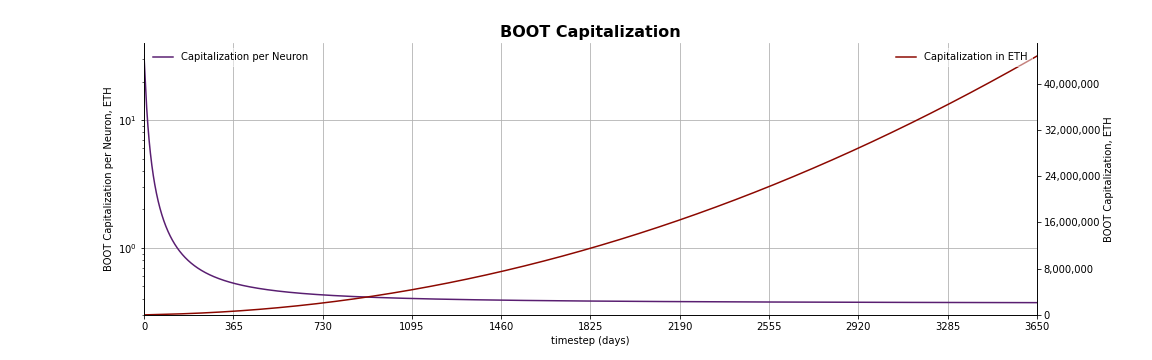 BOOT Capitalization
Capitalization per Neuron
Capitalization in ETH
BOOT Capitalization per Neuron, ETH
10¹
10⁰
40,000,000
32,000,000
24,000,000
16,000,000
8,000,000
0
BOOT Capitalization, ETH
0 365 730 1095 1460 1825 2190 2555 2920 3285 3650
timestep (days)